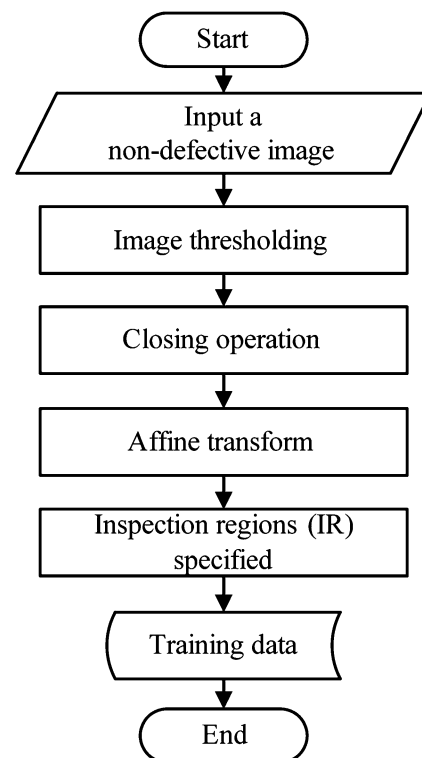 Start
Input a
non-defective image
Image thresholding
Closing operation
Affine transform
Inspection regions (IR)
specified
Training data
End